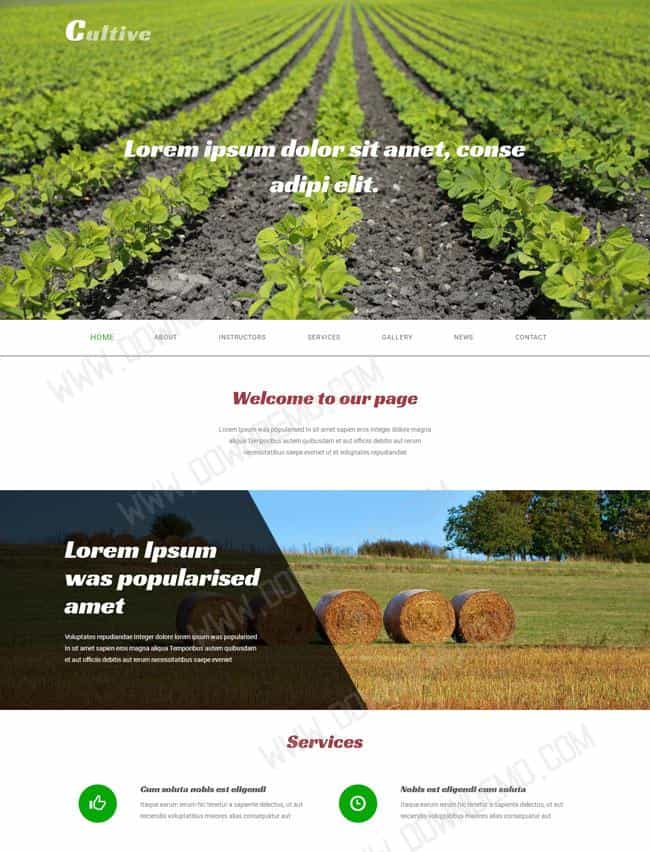 Cultive
Lorem ipsum dolor sit amet, conse
adipi elit.
HOME ABOUT INSTRUCTORS SERVICES GALLERY NEWS CONTACT
Welcome to our page
Lorem Ipsum was popularised In sit amet sapien eros Integer dolore magna
aliqua Temporibus autem quibusdam et aut officiis debitis aut rerum
necessitatibus saepe eveniet ut et voluptates repudiandae
Lorem Ipsum
was popularised
amet
Voluptates repudiandae Integer dolore lorem ipsum was popularised
In sit amet sapien eros magna aliqua Temporibus autem quibusdam
et aut officiis debitis aut rerum necessitatibus saepe eveniet
Services
Cum soluta nobis est eligendi
Itaque earum rerum hic tenetur a sapiente delectus, ut aut
reiciendis voluptatibus maiores alias consequatur aut
Nobis est eligendi cum soluta
Itaque earum rerum hic tenetur a sapiente delectus, ut aut
reiciendis voluptatibus maiores alias consequatur aut
WWW.DOWNDEMO.COM